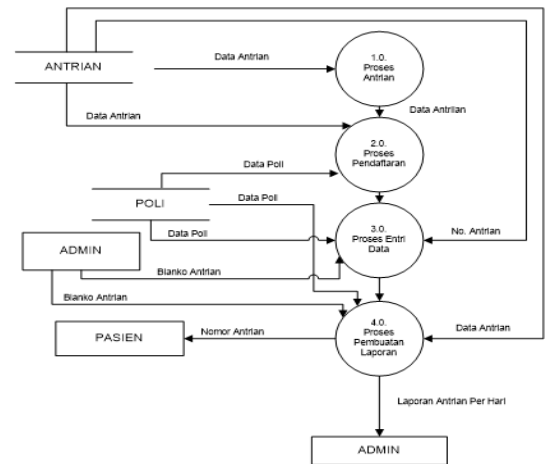 Data Antrian
ANTRIAN
1.0.
Proses
Antrian
Data Antrian
Data Antriian
2.0.
Proses
Pendaftaran
Data Poli
Data Poli
POLI
Data Poli
3.0.
Proses Entri
Data
No. Antrian
ADMIN
Blanko Antrian
Blanko Antrian
4.0.
Proses
Pembuatan
Laporan
PASIEN
Nomor Antrian
Data Antrian
Laporan Antrian Per Hari
ADMIN